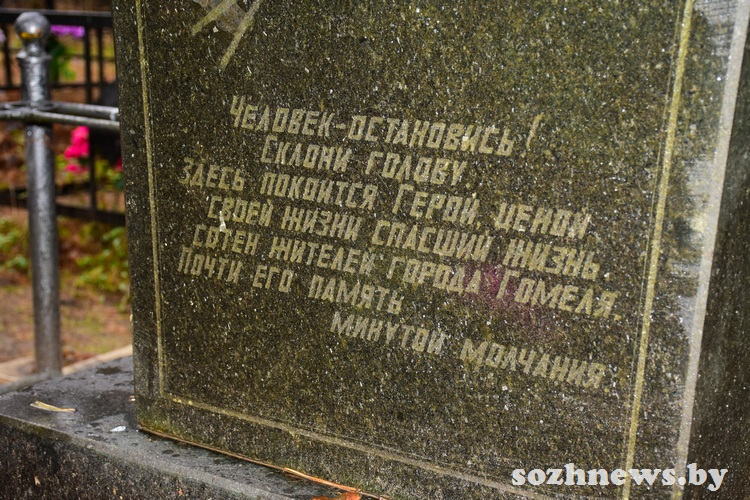 Человек-остановись!
Склони голову,
здесь покоится Герой, ценой
своей жизни спасший жизнь
сотен жителей города Гомеля.
Почти его память
минутой молчания.
sozhnews.by